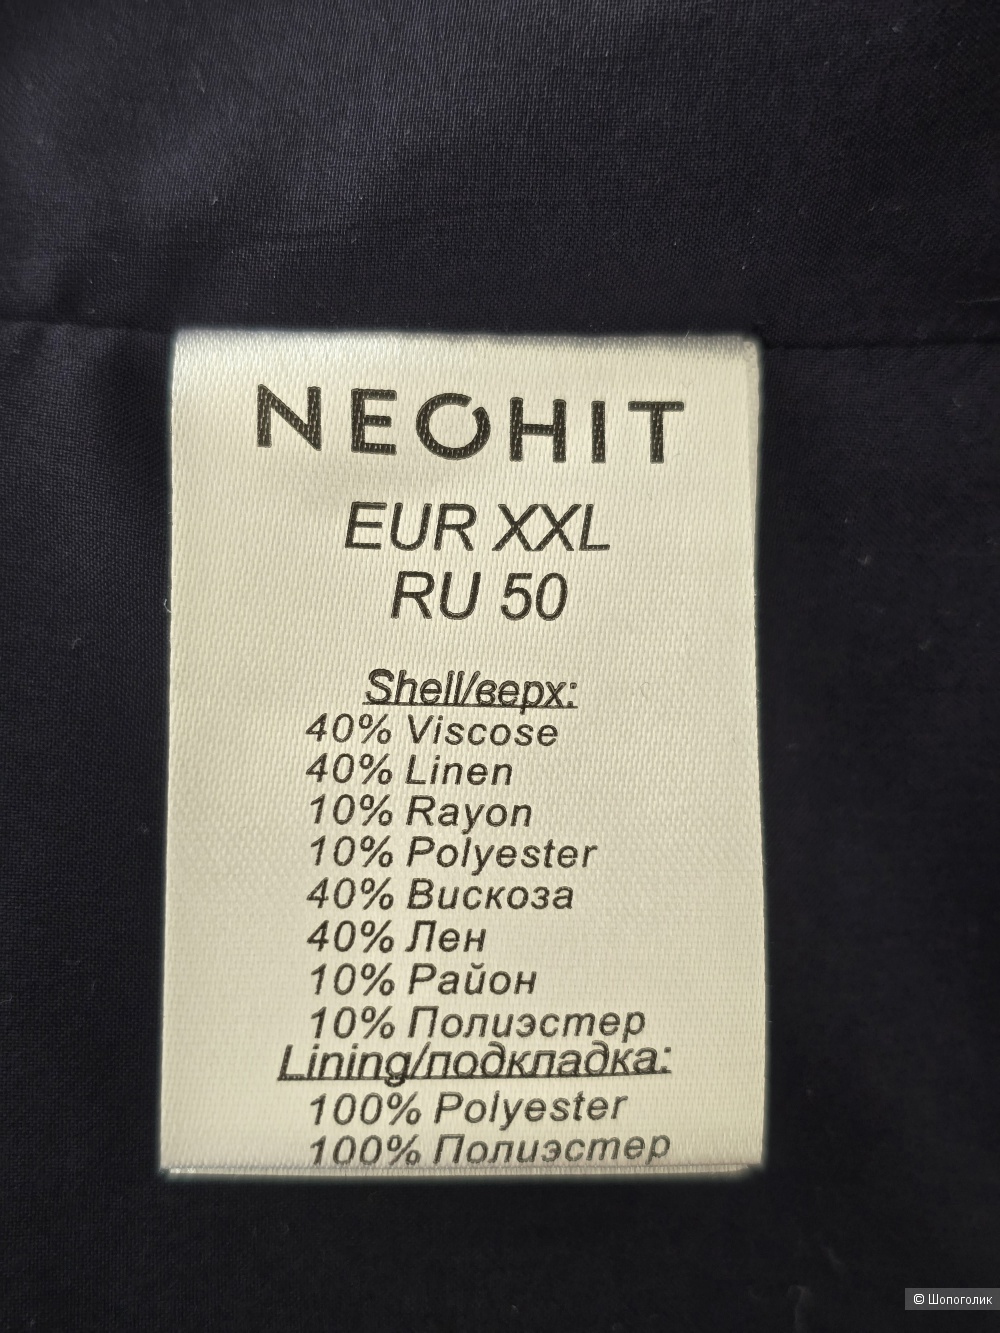 NEOHIT
EUR XXL
RU 50
Shell/верх:
40% Viscose
40% Linen
10% Rayon
10% Polyester
40% Вискоза
40% Лен
10% Район
10% Полиэстер
Lining/подкладка:
100% Polyester
100% Полиэстер
© Шопоголик